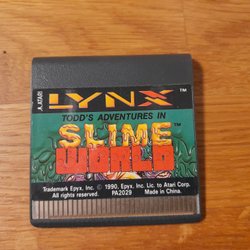 ATARI
LYNX
TODD'S ADVENTURES IN
SLIME
WORLD™
Trademark Epyx, Inc. © 1990, Epyx, Inc. Lic. to Atari Corp.
All rights reserved. PA2029 Made in China.